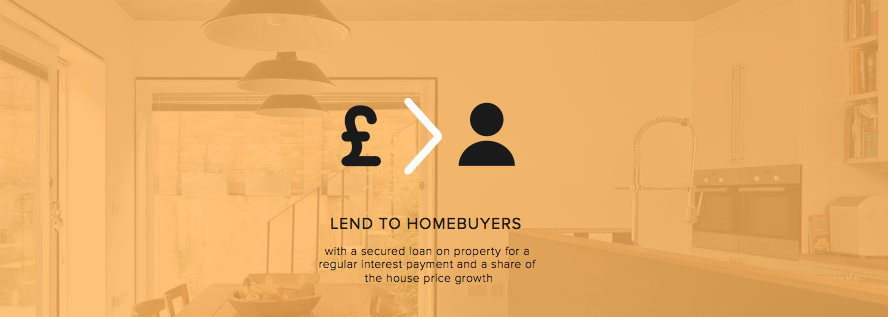 £
LEND TO HOMEBUYERS
with a secured loan on property for a
regular interest payment and a share of
the house price growth